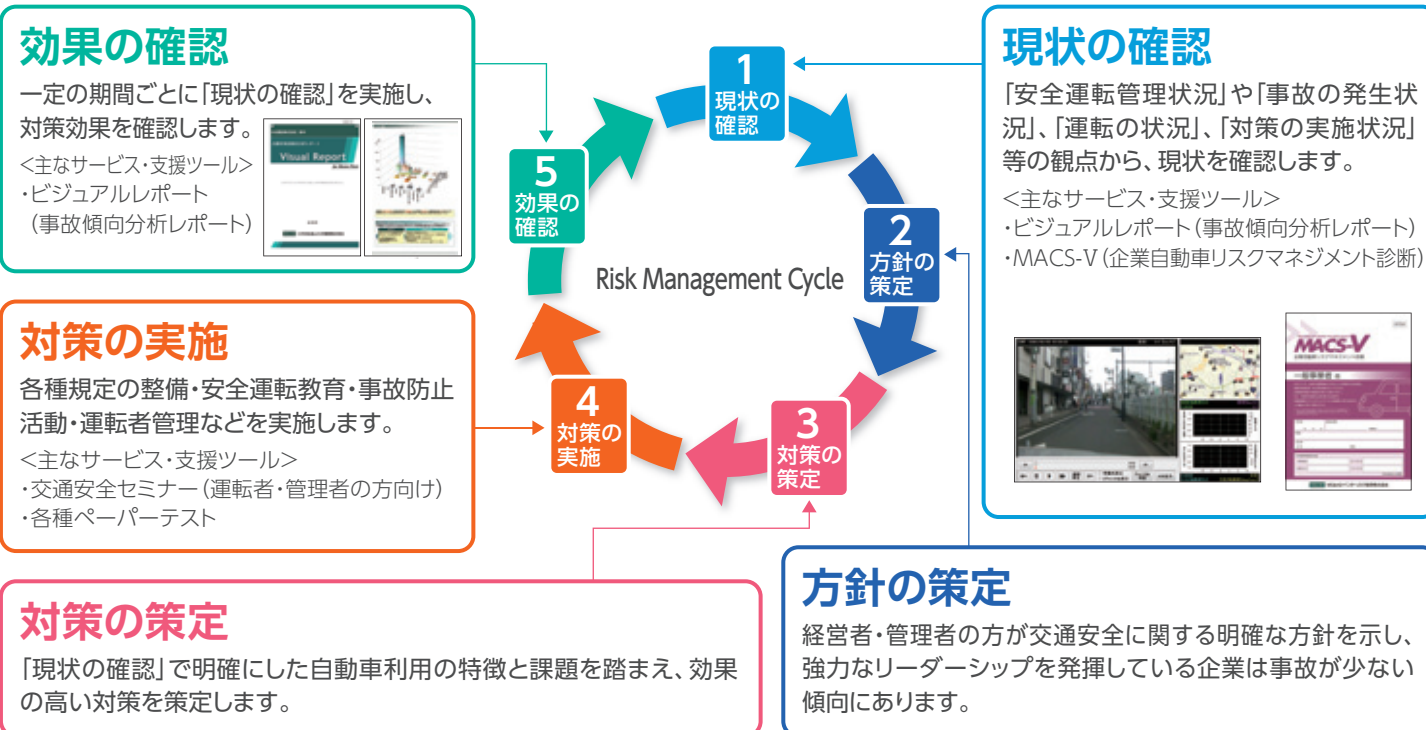 効果の確認
一定の期間ごとに「現状の確認」を実施し、
対策効果を確認します。
<主なサービス・支援ツール>
・ビジュアルレポート
（事故傾向分析レポート）
Visual Report
対策の実施
各種規定の整備・安全運転教育・事故防止
活動・運転者管理などを実施します。
<主なサービス・支援ツール>
・交通安全セミナー（運転者・管理者の方向け）
・各種ペーパーテスト
1
現状の
確認
2
方針の
策定
3
対策の
策定
4
対策の
実施
5
効果の
確認
Risk Management Cycle
現状の確認
「安全運転管理状況」や「事故の発生状
況」、「運転の状況」、「対策の実施状況」
等の観点から、現状を確認します。
<主なサービス・支援ツール>
・ビジュアルレポート（事故傾向分析レポート）
・MACS-V（企業自動車リスクマネジメント診断）
MACS-V
対策の策定
「現状の確認」で明確にした自動車利用の特徴と課題を踏まえ、効果
の高い対策を策定します。
方針の策定
経営者・管理者の方が交通安全に関する明確な方針を示し、
強力なリーダーシップを発揮している企業は事故が少ない
傾向にあります。